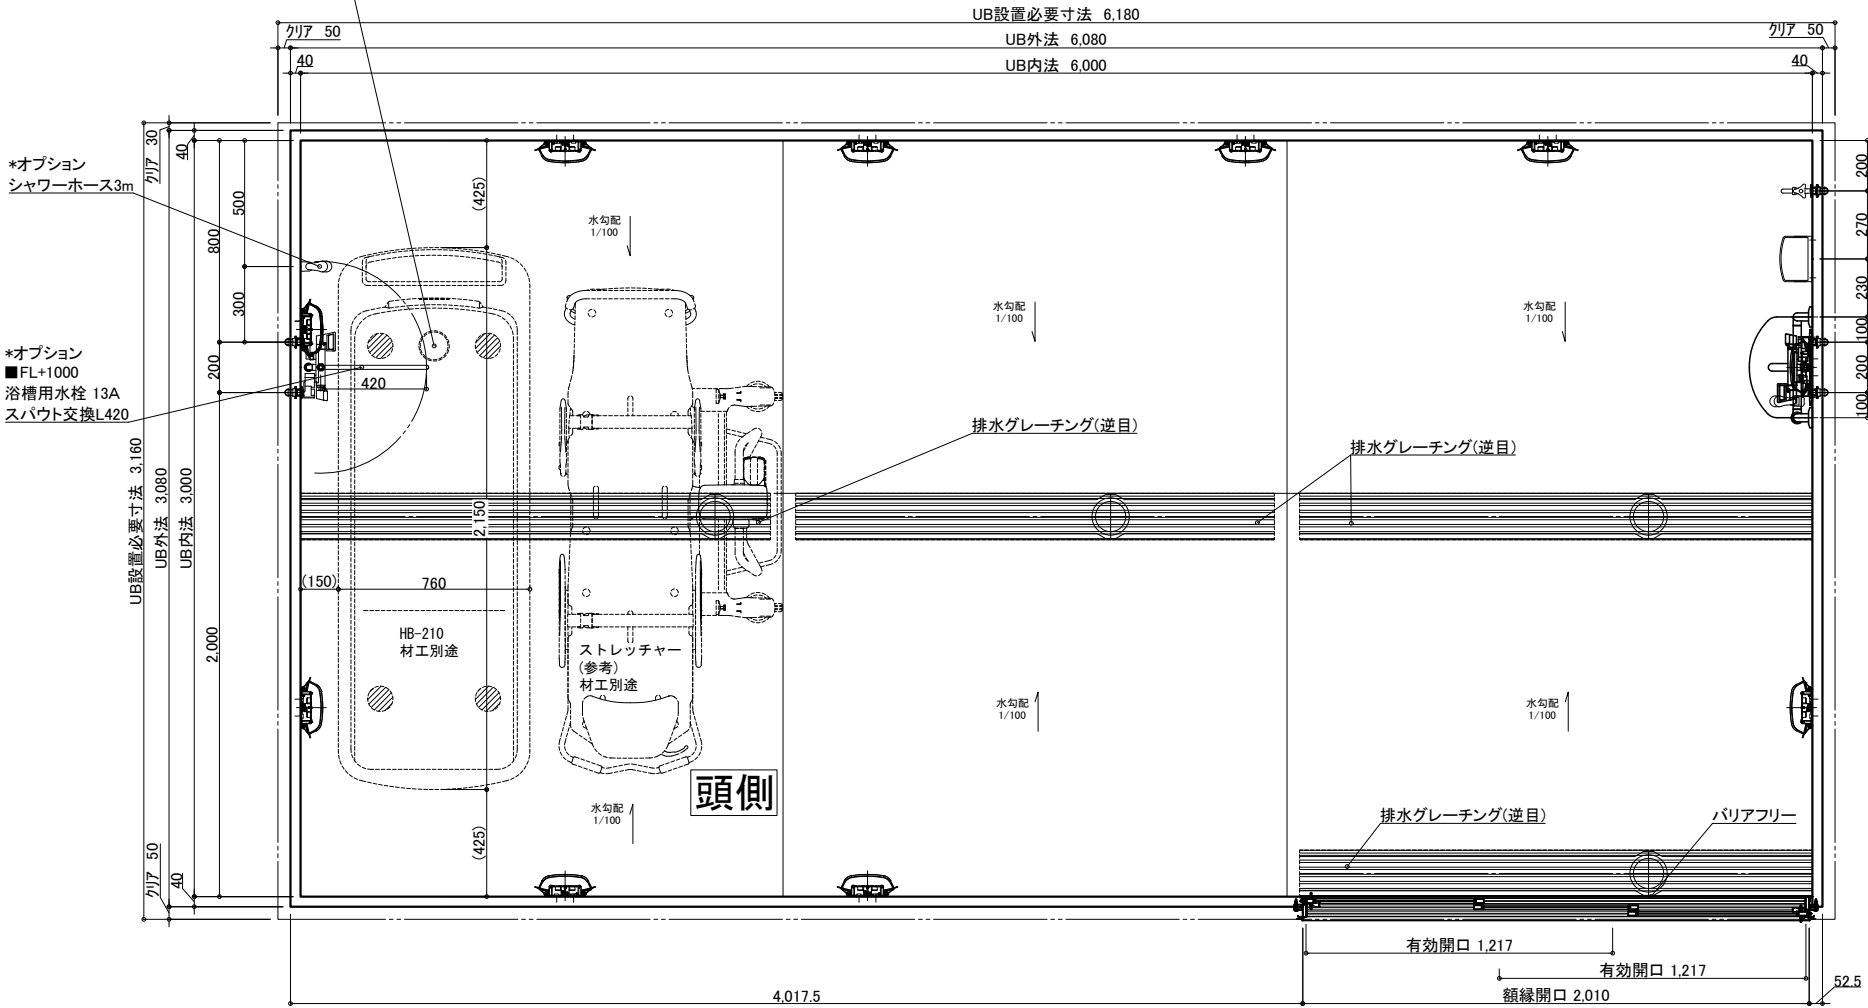 UB設置必要寸法 6,180
クリア 50
UB外法 6,080
クリア 50
40
UB内法 6,000
40
クリア 30
40
*オプション
シャワーホース3m
500
800
(425)
水勾配
1/100
200
270
水勾配
1/100
水勾配
1/100
230
300
100
*オプション
■FL+1000
浴槽用水栓 13A
スパウト交換L420
200
420
200
100
排水グレーチング(逆目)
排水グレーチング(逆目)
UB設置必要寸法 3,160
UB外法 3,080
UB内法 3,000
2,150
(150)
760
2,000
HB-210
材工別途
ストレッチャー
(参考)
材工別途
水勾配
1/100
水勾配
1/100
頭側
水勾配
1/100
排水グレーチング(逆目)
バリアフリー
(425)
クリア 50
40
有効開口 1,217
有効開口 1,217
4,017.5
額縁開口 2,010
52.5